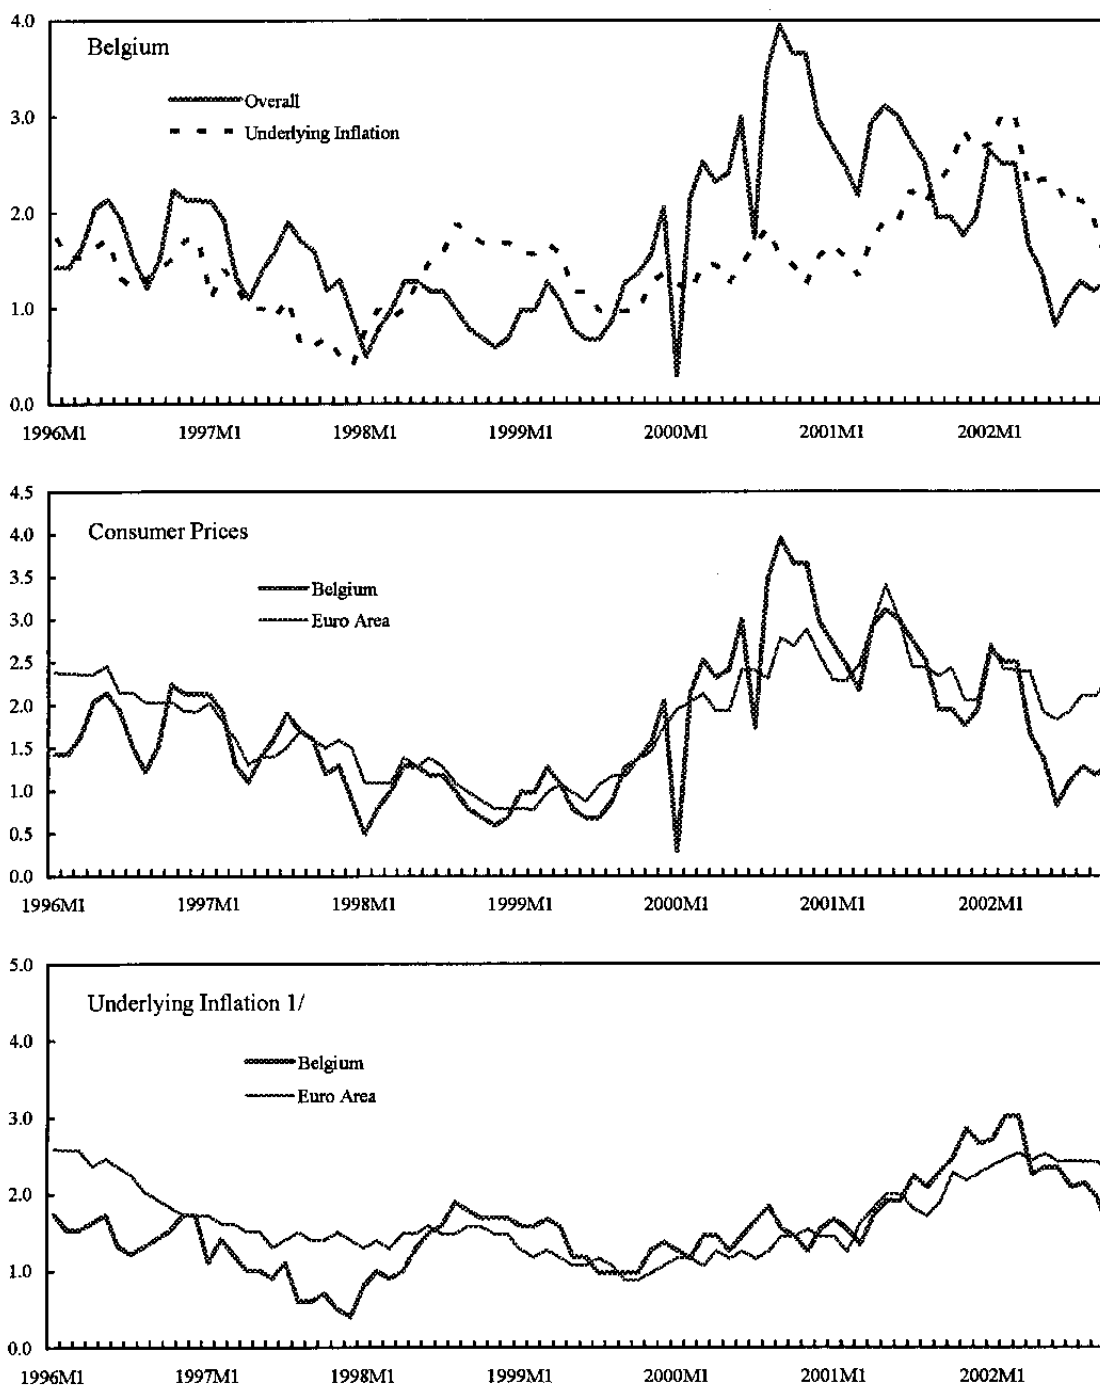 4.0
Belgium
Overall
Underlying Inflation
3.0
2.0
1.0
0.0
1996M1 1997M1 1998M1 1999M1 2000M1 2001M1 2002M1
4.5
Consumer Prices
4.0
3.5
Belgium
Euro Area
3.0
2.5
2.0
1.5
1.0
0.5
0.0
1996M1 1997M1 1998M1 1999M1 2000M1 2001M1 2002M1
5.0
Underlying Inflation 1/
4.0
Belgium
Euro Area
3.0
2.0
1.0
0.0
1996M1 1997M1 1998M1 1999M1 2000M1 2001M1 2002M1